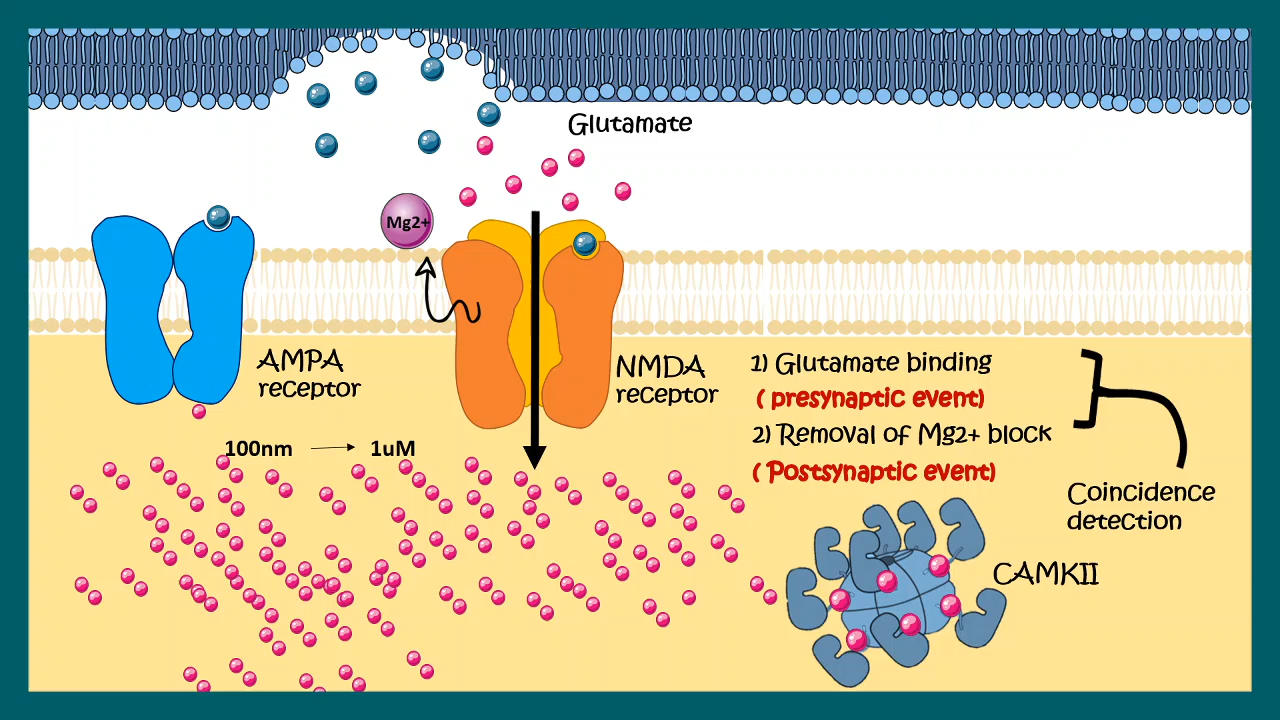 Glutamate
Mg2+
AMPA
receptor
NMDA
receptor
1) Glutamate binding
( presynaptic event)
2) Removal of Mg2+ block
( Postsynaptic event)
100nm
1uM
Coincidence
detection
CAMKII